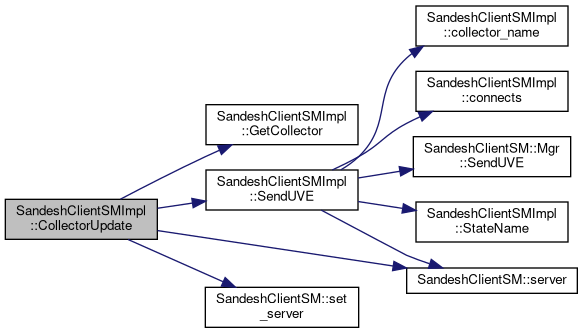 SandeshClientSMImpl
::collector_name
SandeshClientSMImpl
::connects
SandeshClientSMImpl
::GetCollector
SandeshClientSM::Mgr
::SendUVE
SandeshClientSMImpl
::SendUVE
SandeshClientSMImpl
::CollectorUpdate
SandeshClientSMImpl
::StateName
SandeshClientSM::server
SandeshClientSM::set
_server